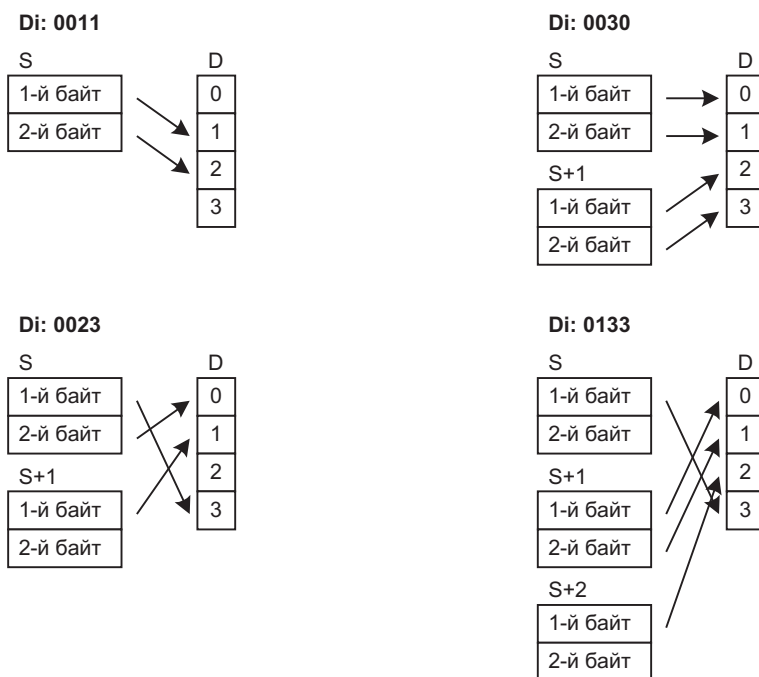 Di: 0011
S
D
1-й байт
2-й байт
0
1
2
3
Di: 0030
S
D
1-й байт
2-й байт
S+1
1-й байт
2-й байт
0
1
2
3
Di: 0023
S
D
1-й байт
2-й байт
S+1
1-й байт
2-й байт
0
1
2
3
Di: 0133
S
D
1-й байт
2-й байт
S+1
1-й байт
2-й байт
S+2
1-й байт
2-й байт
0
1
2
3